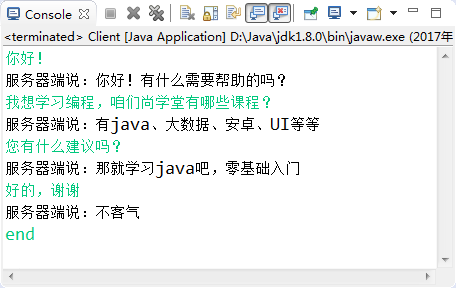 Console
<terminated> Client [Java Application] D:\Java\jdk1.8.0\bin\javaw.exe (2017年
你好！
服务器端说：你好！有什么需要帮助的吗？
我想学习编程，咱们尚学堂有哪些课程？
服务器端说：有java、大数据、安卓、UI等等
您有什么建议吗？
服务器端说：那就学习java吧，零基础入门
好的，谢谢
服务器端说：不客气
end